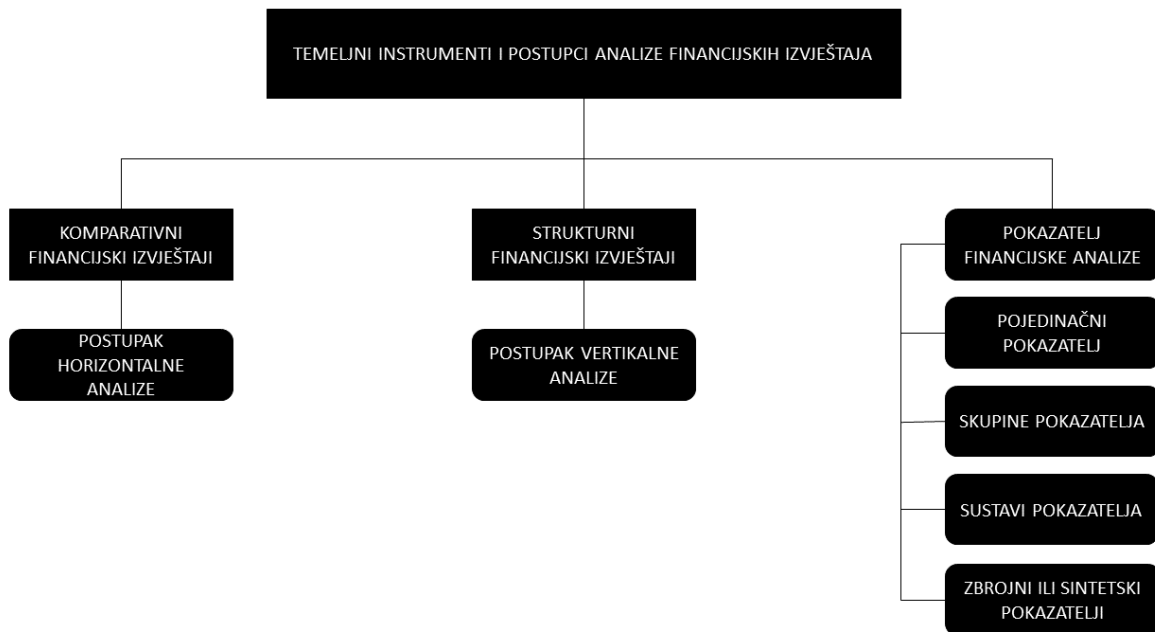 TEMELJNI INSTRUMENTI I POSTUPCI ANALIZE FINANCIJSKIH IZVJEŠTAJA
KOMPARATIVNI
FINANCIJSKI IZVJEŠTAJI
POSTUPAK
HORIZONTALNE
ANALIZE
STRUKTURNI
FINANCIJSKI IZVJEŠTAJI
POSTUPAK VERTIKALNE
ANALIZE
POKAZATELJ
FINANCIJSKE ANALIZE
POJEDINAČNI
POKAZATELJ
SKUPINE POKAZATELJA
SUSTAVI POKAZATELJA
ZBROJNI ILI SINTETSKI
POKAZATELJI